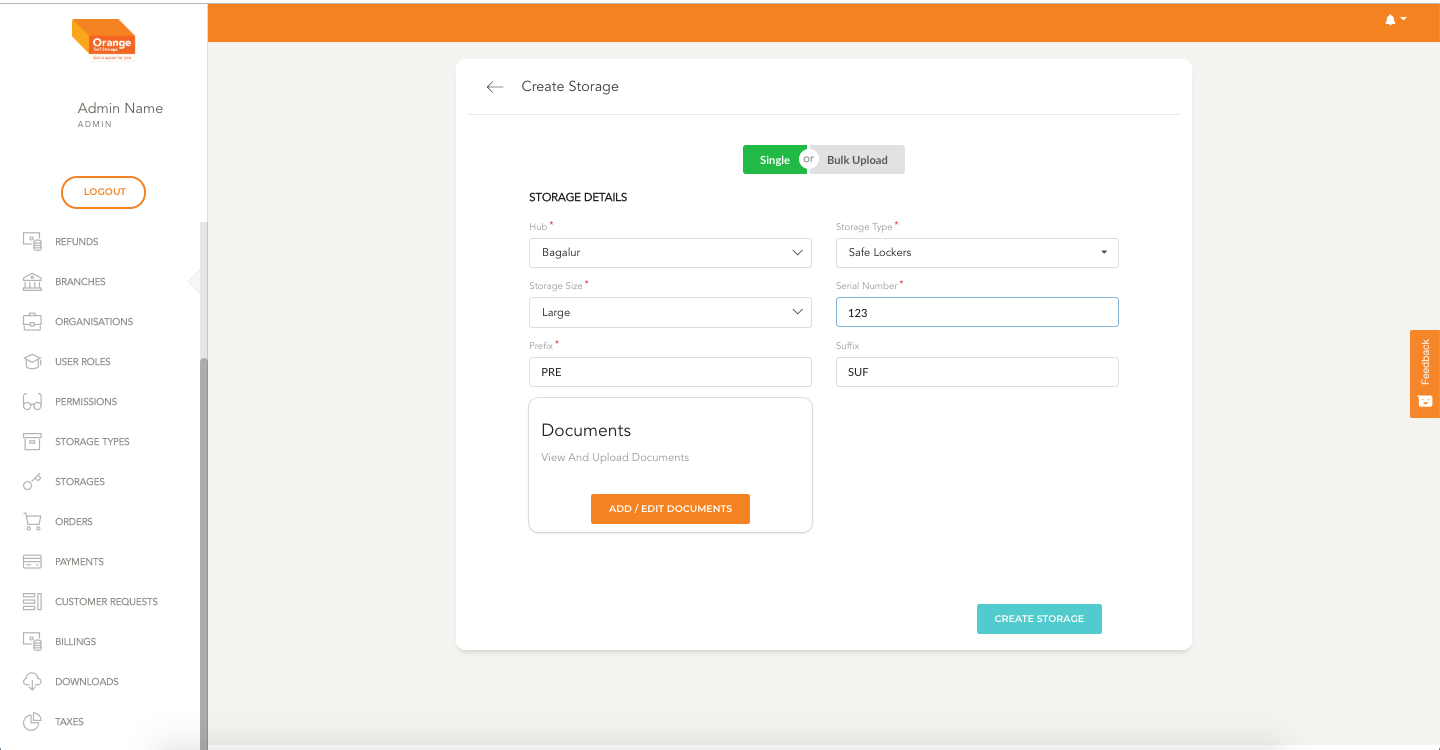 Orange
Self Storage
Admin Name
ADMIN
LOGOUT
REFUNDS
BRANCHES
ORGANISATIONS
USER ROLES
PERMISSIONS
STORAGE TYPES
STORAGES
ORDERS
PAYMENTS
CUSTOMER REQUESTS
BILLINGS
DOWNLOADS
TAXES
Create Storage
Single or Bulk Upload
STORAGE DETAILS
Hub* Storage Type*
Bagalur Safe Lockers
Storage Size* Serial Number*
Large 123
Prefix* Suffix
PRE SUF
Documents
View And Upload Documents
ADD / EDIT DOCUMENTS
CREATE STORAGE
Feedback